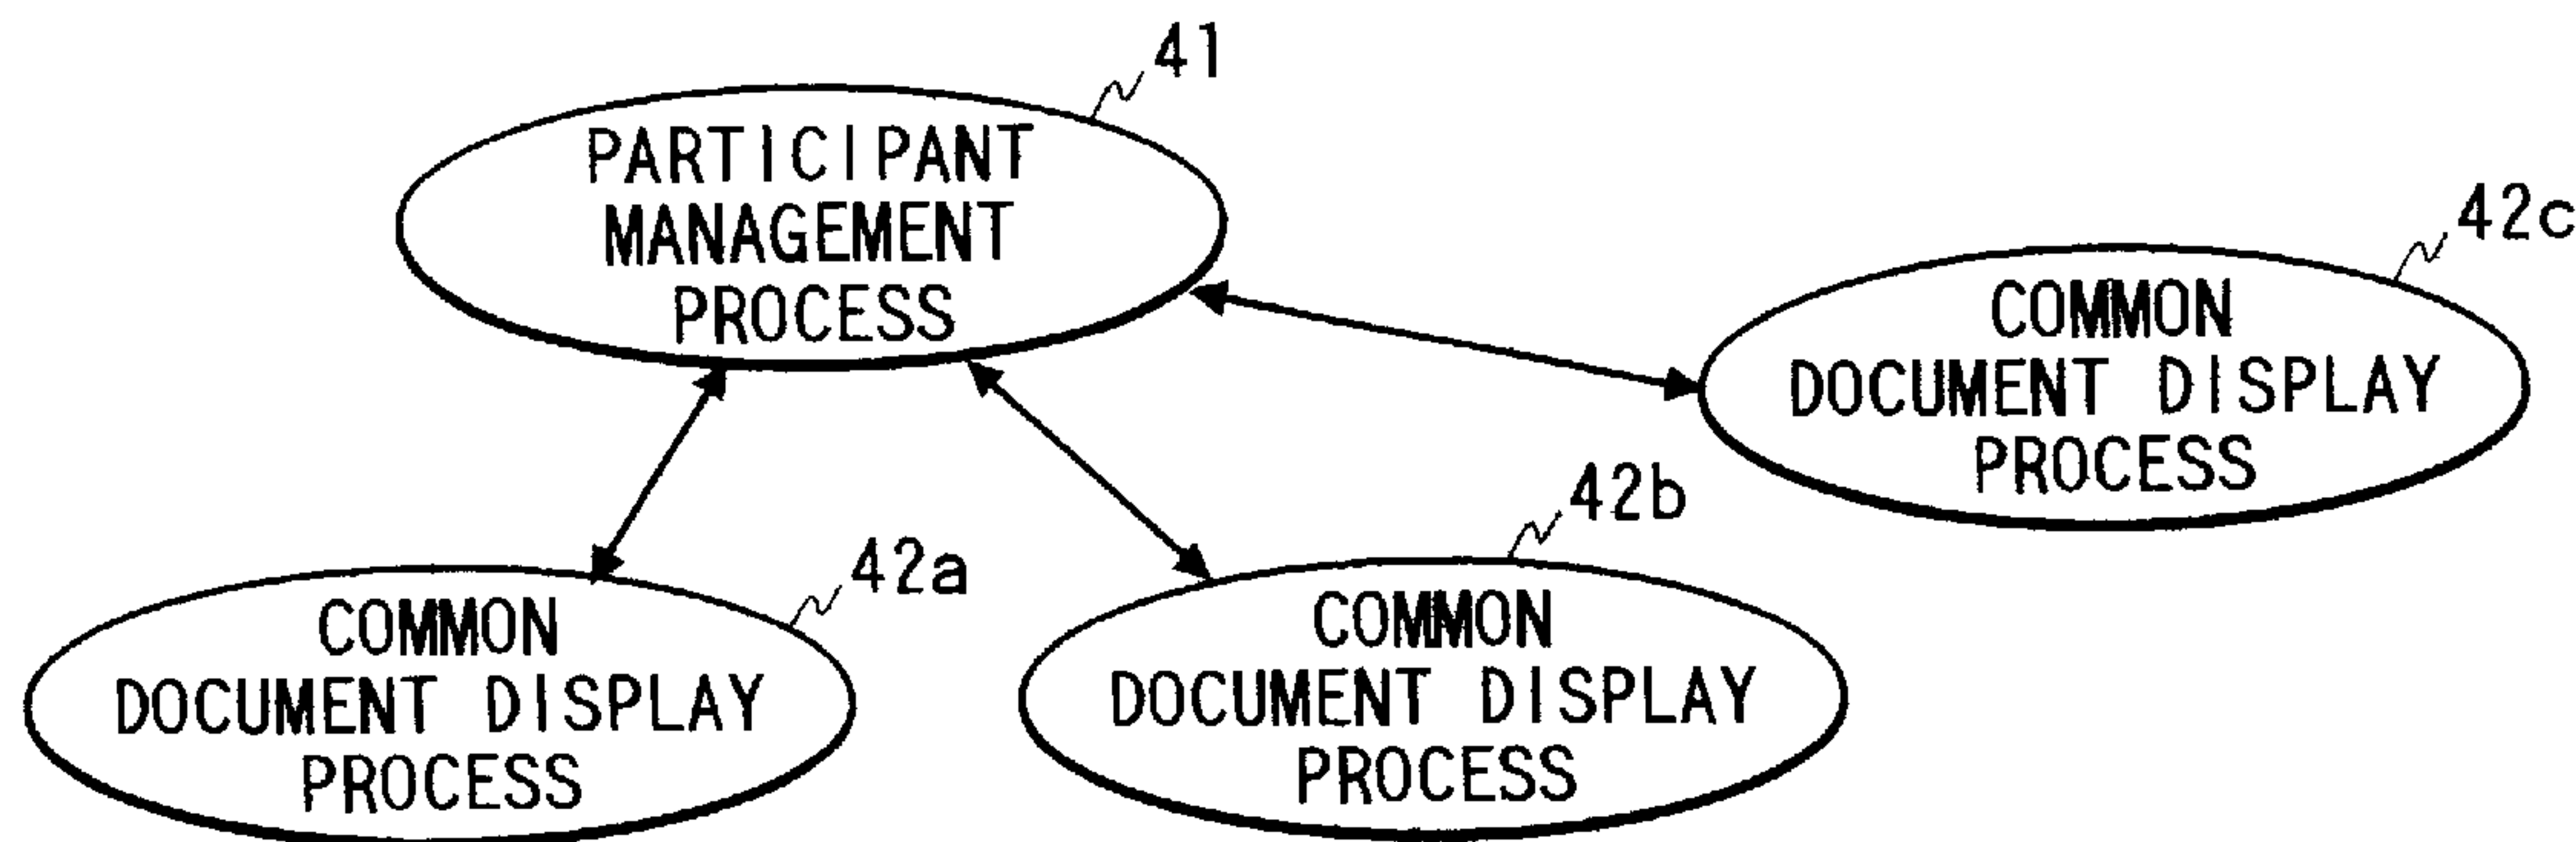 41
PARTICIPANT
MANAGEMENT
PROCESS
42c
COMMON
DOCUMENT DISPLAY
PROCESS
42a
COMMON
DOCUMENT DISPLAY
PROCESS
42b
COMMON
DOCUMENT DISPLAY
PROCESS